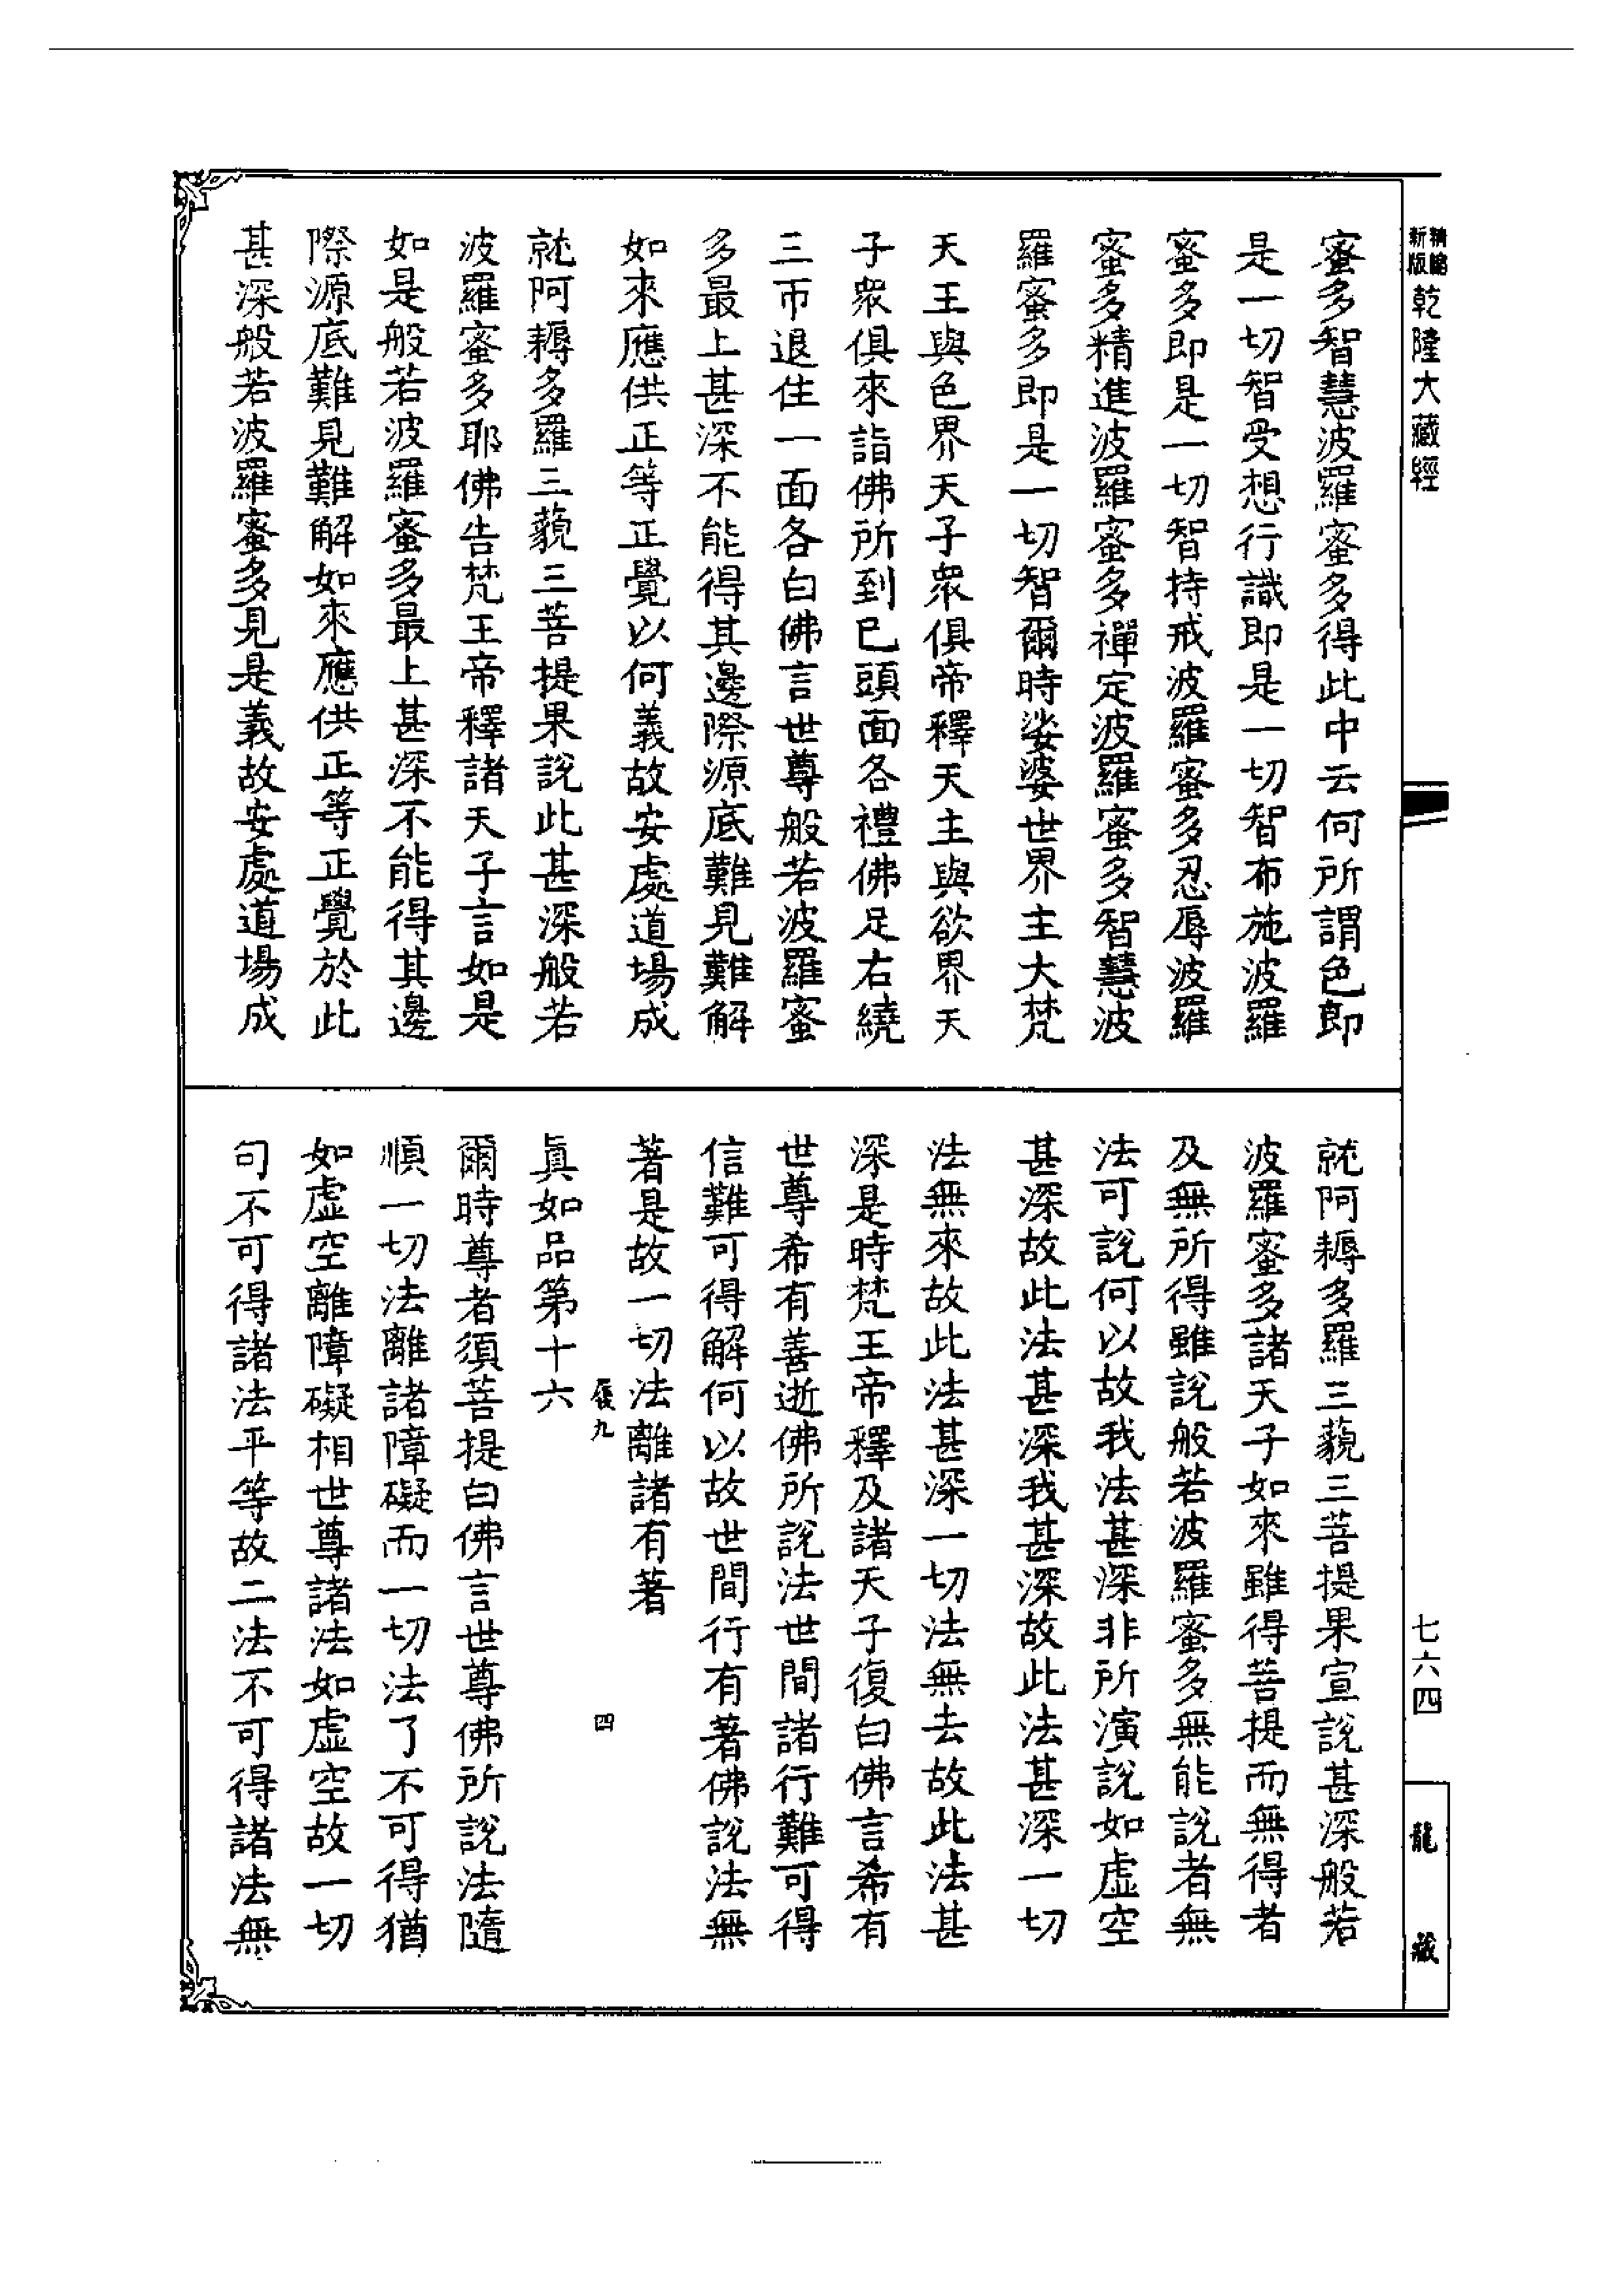 精縮
新版
乾隆大藏經
蜜多智慧波羅蜜多得此中云何所謂色即
是一切智受想行識即是一切智布施波羅
蜜多即是一切智持戒波羅蜜多忍辱波羅
蜜多精進波羅蜜多禪定波羅蜜多智慧波
羅蜜多即是一切智爾時娑婆世界主大梵
天王與色界天子衆俱帝釋天主與欲界天
子衆俱來詣佛所到已頭面各禮佛足右繞
三帀退住一面各白佛言世尊般若波羅蜜
多最上甚深不能得其邊際源底難見難解
如來應供正等正覺以何義故安處道場成
就阿耨多羅三藐三菩提果說此甚深般若
波羅蜜多耶佛告梵王帝釋諸天子言如是
如是般若波羅蜜多最上甚深不能得其邊
際源底難見難解如來應供正等正覺於此
甚深般若波羅蜜多見是義故安處道場成
就阿耨多羅三藐三菩提果宣說甚深般若
波羅蜜多諸天子如來雖得菩提而無得者
及無所得雖說般若波羅蜜多無能說者無
法可說何以故我法甚深非所演說如虛空
甚深故此法甚深我甚深故此法甚深一切
法無來故此法甚深一切法無去故此法甚
深是時梵王帝釋及諸天子復白佛言希有
世尊希有善逝佛所說法世間諸行難可得
信難可得解何以故世間行有著佛說法無
著是故一切法離諸有著
履九
四
眞如品第十六
爾時尊者須菩提白佛言世尊佛所說法隨
順一切法離諸障礙而一切法了不可得猶
如虛空離障礙相世尊諸法如虛空故一切
句不可得諸法平等故二法不可得諸法無
七六四
龍藏